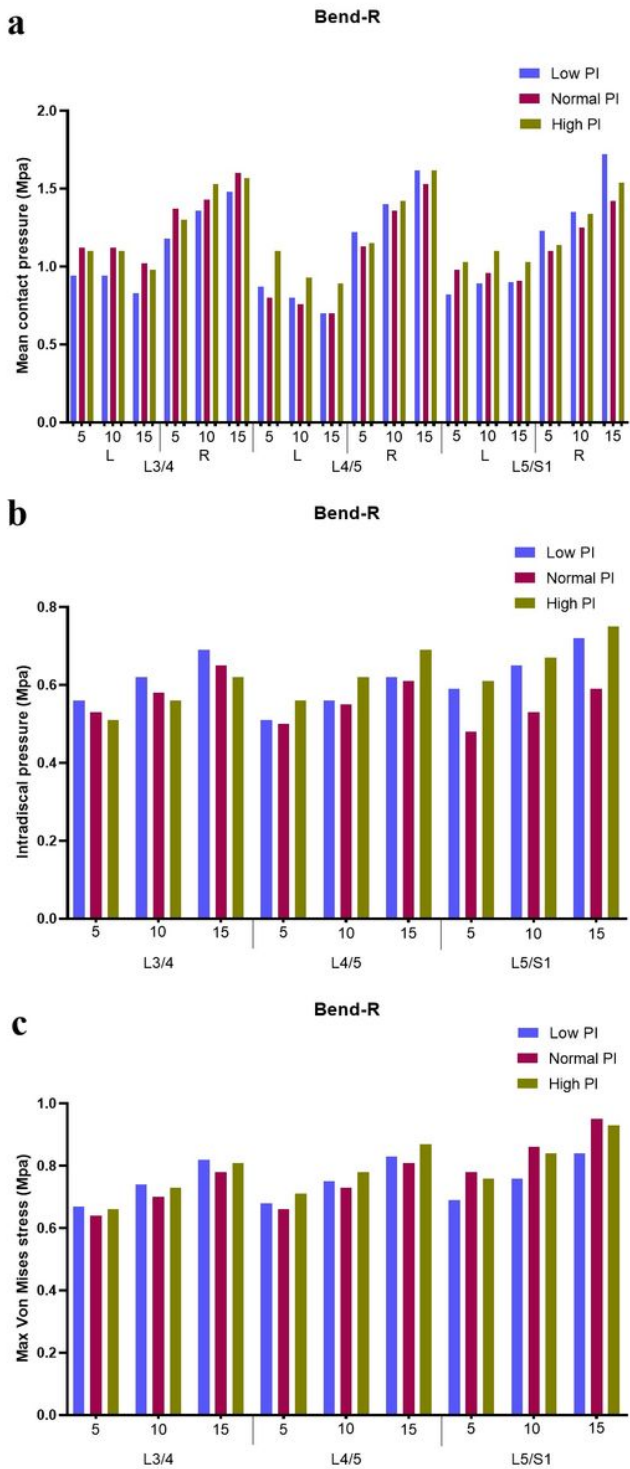 a
Bend-R
Low PI
Normal PI
High PI
Mean contact pressure (Mpa)
2.0
1.5
1.0
0.5
0.0
5 10 15 5 10 15 5 10 15 5 10 15 5 10 15 5 10 15
L R L R L R
L3/4 L4/5 L5/S1
b
Bend-R
Low PI
Normal PI
High PI
Intradiscal pressure (Mpa)
0.8
0.6
0.4
0.2
0.0
5 10 15 5 10 15 5 10 15
L3/4 L4/5 L5/S1
c
Bend-R
Low PI
Normal PI
High PI
Max Von Mises stress (Mpa)
1.0
0.8
0.6
0.4
0.2
0.0
5 10 15 5 10 15 5 10 15
L3/4 L4/5 L5/S1